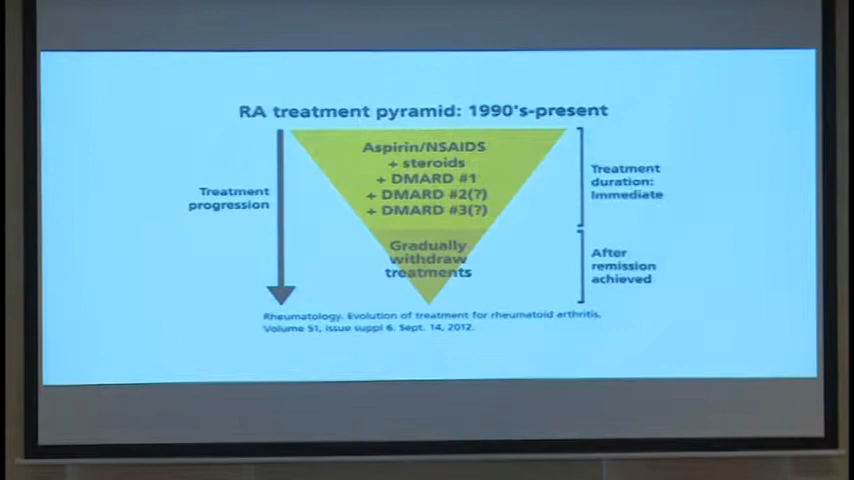 RA treatment pyramid: 1990's-present
Treatment
progression
Aspirin/NSAIDS
+ steroids
+ DMARD #1
+ DMARD #2(?)
+ DMARD #3(?)
Gradually
withdraw
treatments
Treatment
duration:
Immediate
After
remission
achieved
Rheumatology. Evolution of treatment for rheumatoid arthritis.
Volume 51, issue suppl 6. Sept. 14, 2012.